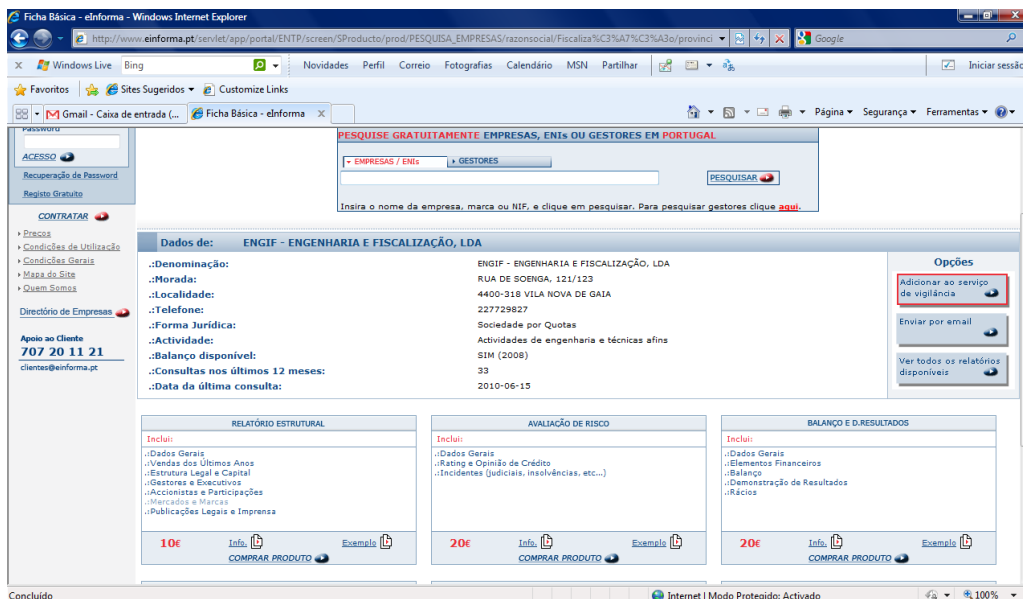 Ficha Básica - eInforma - Windows Internet Explorer
http://www.einforma.pt/servlet/app/portal/ENTP/screen/SProducto/prod/PESQUISA_EMPRESAS/razonsocial/Fiscaliza%C3%A7%C3%A3o/provinci
Google
Windows Live Bing Novidades Perfil Correio Fotografias Calendário MSN Partilhar Iniciar sessão
Favoritos Sites Sugeridos Customize Links
Gmail - Caixa de entrada (... Ficha Básica - eInforma X Página Segurança Ferramentas
Password
ACESSO
Recuperação de Password
Registo Gratuito
CONTRATAR
Preços
Condições de Utilização
Condições Gerais
Mapa do Site
Quem Somos
Directório de Empresas
Apoio ao Cliente
707 20 11 21
clientes@einforma.pt
PESQUISE GRATUITAMENTE EMPRESAS, ENIs OU GESTORES EM PORTUGAL
EMPRESAS / ENIs GESTORES
PESQUISAR
Insira o nome da empresa, marca ou NIF, e clique em pesquisar. Para pesquisar gestores clique aqui.
Dados de: ENGIF - ENGENHARIA E FISCALIZAÇÃO, LDA
.:Denominação: ENGIF - ENGENHARIA E FISCALIZAÇÃO, LDA
.:Morada: RUA DE SOENGA, 121/123
.:Localidade: 4400-318 VILA NOVA DE GAIA
.:Telefone: 227729827
.:Forma Jurídica: Sociedade por Quotas
.:Actividade: Actividades de engenharia e técnicas afins
.:Balanço disponível: SIM (2008)
.:Consultas nos últimos 12 meses: 33
.:Data da última consulta: 2010-06-15
Opções
Adicionar ao serviço
de vigilância
Enviar por email
Ver todos os relatórios
disponíveis
RELATÓRIO ESTRUTURAL
Inclui:
.:Dados Gerais
.:Vendas dos Últimos Anos
.:Estrutura Legal e Capital
.:Gestores e Executivos
.:Accionistas e Participações
.:Mercados e Marcas
.:Publicações Legais e Imprensa
10€ Info. Exemplo
COMPRAR PRODUTO
AVALIAÇÃO DE RISCO
Inclui:
.:Dados Gerais
.:Rating e Opinião de Crédito
.:Incidentes (judiciais, insolvências, etc...)
20€ Info. Exemplo
COMPRAR PRODUTO
BALANÇO E D.RESULTADOS
Inclui:
.:Dados Gerais
.:Elementos Financeiros
.:Balanço
.:Demonstração de Resultados
.:Rácios
20€ Info. Exemplo
COMPRAR PRODUTO
Concluído Internet | Modo Protegido: Activado 100%